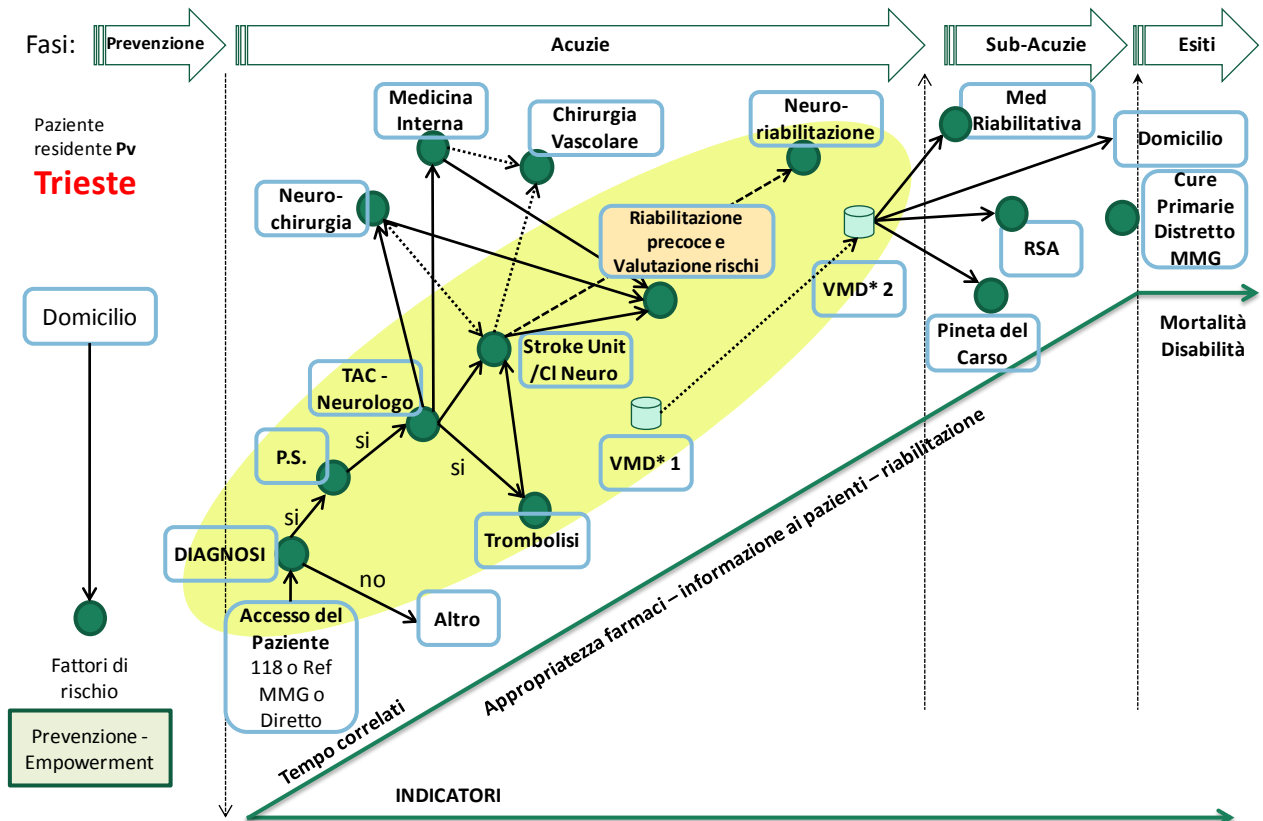 Fasi:
Prevenzione
Acuzie
Sub-Acuzie
Esiti
Paziente
residente Pv
Trieste
Medicina
Interna
Chirurgia
Vascolare
Neuro-
riabilitazione
Med
Riabilitativa
Domicilio
Neuro-
chirurgia
Riabilitazione
precoce e
Valutazione rischi
Cure
Primarie
Distretto
MMG
RSA
VMD* 2
Domicilio
Pineta del
Carso
Mortalità
Disabilità
Stroke Unit
/Cl Neuro
TAC -
Neurologo
si
P.S.
si
VMD* 1
si
Trombolisi
DIAGNOSI
no
Altro
Accesso del
Paziente
118 o Ref
MMG o
Diretto
Fattori di
rischio
Prevenzione -
Empowerment
Tempo correlati
Appropriatezza farmaci – informazione ai pazienti – riabilitazione
INDICATORI